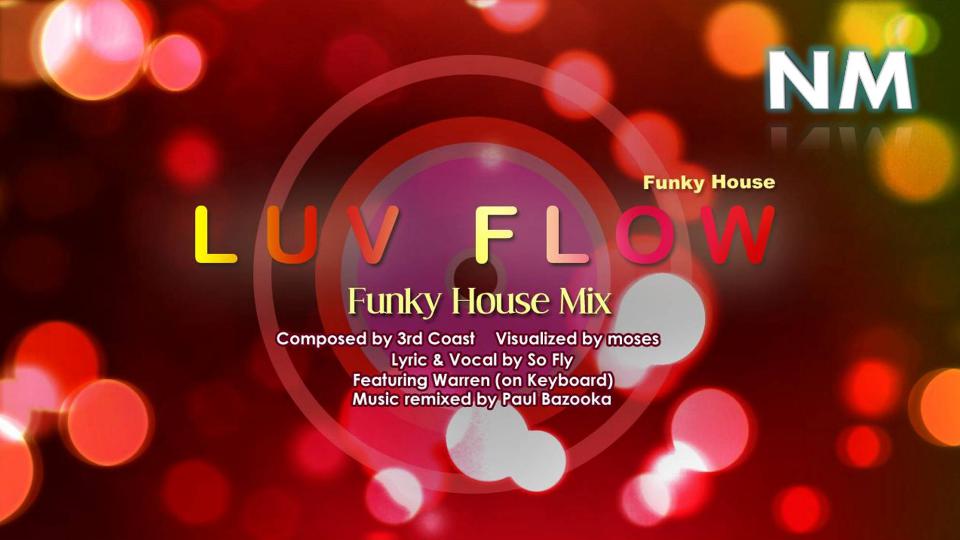 NM
Funky House
LUV FLOW
Funky House Mix
Composed by 3rd Coast Visualized by moses
Lyric & Vocal by So Fly
Featuring Warren (on Keyboard)
Music remixed by Paul Bazooka